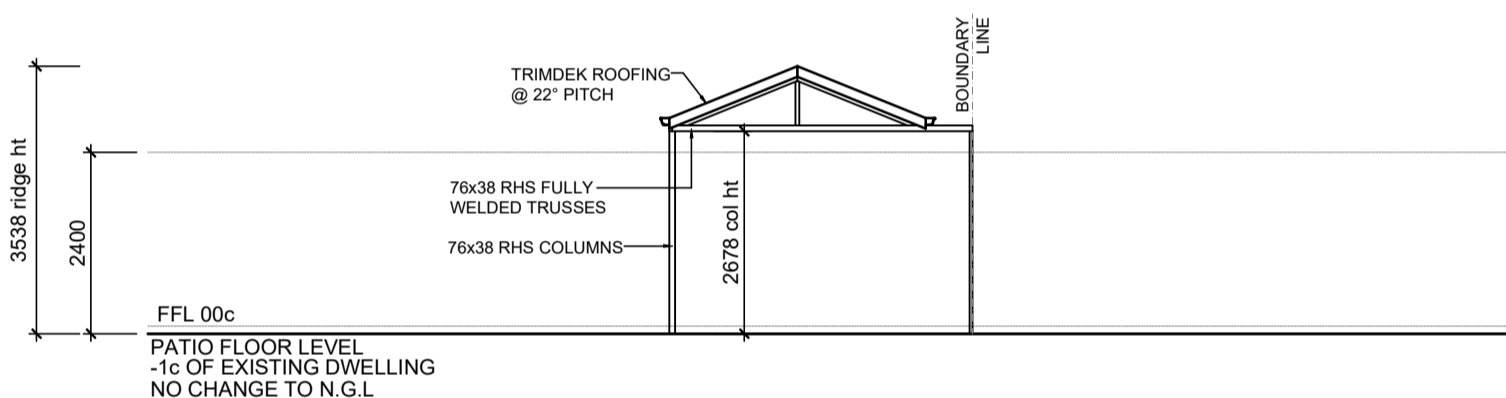 3538 ridge ht
2400
TRIMDEK ROOFING
@ 22° PITCH
BOUNDARY
LINE
76x38 RHS FULLY
WELDED TRUSSES
76x38 RHS COLUMNS
2678 col ht
FFL 00c
PATIO FLOOR LEVEL
-1c OF EXISTING DWELLING
NO CHANGE TO N.G.L